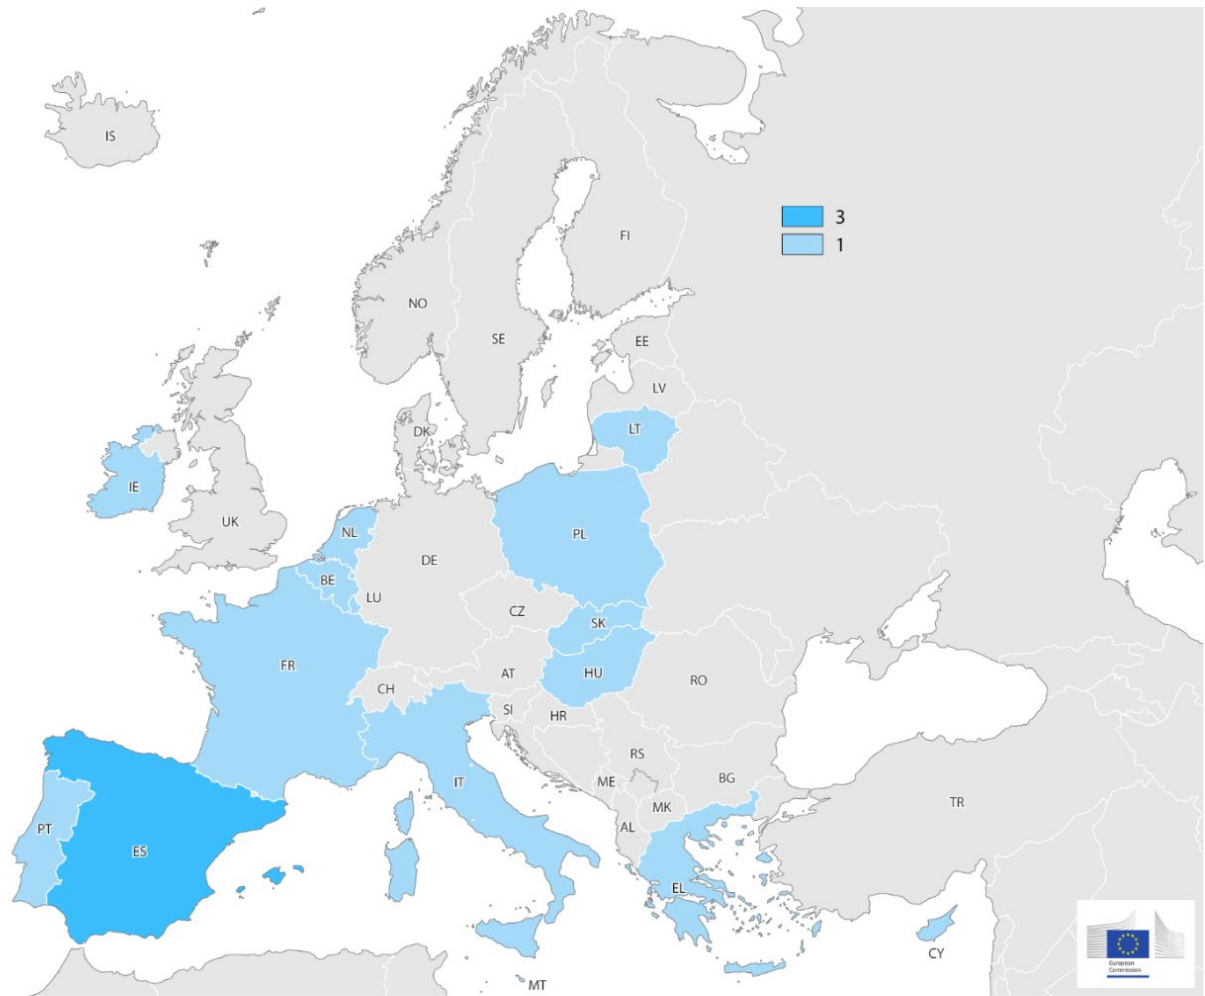 IS
FI
3
1
NO
SE
EE
LV
DK
LT
IE
UK
NL
PL
DE
BE
LU
CZ
SK
FR
AT
HU
CH
RO
SI
HR
RS
IT
ME
BG
MK
TR
PT
AL
ES
EL
CY
MT
European
Commission